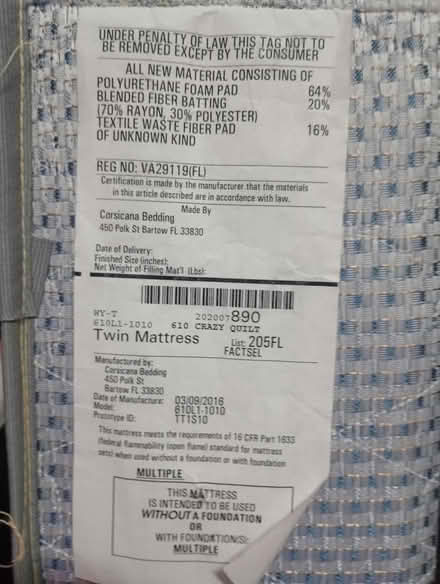 UNDER PENALTY OF LAW THIS TAG NOT TO
BE REMOVED EXCEPT BY THE CONSUMER
ALL NEW MATERIAL CONSISTING OF
POLYURETHANE FOAM PAD 64%
BLENDED FIBER BATTING 20%
(70% RAYON, 30% POLYESTER)
TEXTILE WASTE FIBER PAD 16%
OF UNKNOWN KIND
REG NO: VA29119(FL)
Certification is made by the manufacturer that the materials
in this article described are in accordance with law.
Made By
Corsicana Bedding
450 Polk St Bartow FL 33830
Date of Delivery:
Finished Size (inches):
Net Weight of Filling Mat'l (Lbs):
WY-T 202007890
610L1-1010 610 CRAZY QUILT
Twin Mattress List: 205FL
FACTSEL
Manufactured by:
Corsicana Bedding
450 Polk St
Bartow FL 33830
Date of Manufacture: 03/09/2016
Model: 610L1-1010
Prototype ID: TT1S10
This mattress meets the requirements of 16 CFR Part 1633
(federal flammability (open flame) standard for mattress
sets) when used without a foundation or with foundation
MULTIPLE
THIS MATTRESS
IS INTENDED TO BE USED
WITHOUT A FOUNDATION
OR
WITH FOUNDATION(S):
MULTIPLE